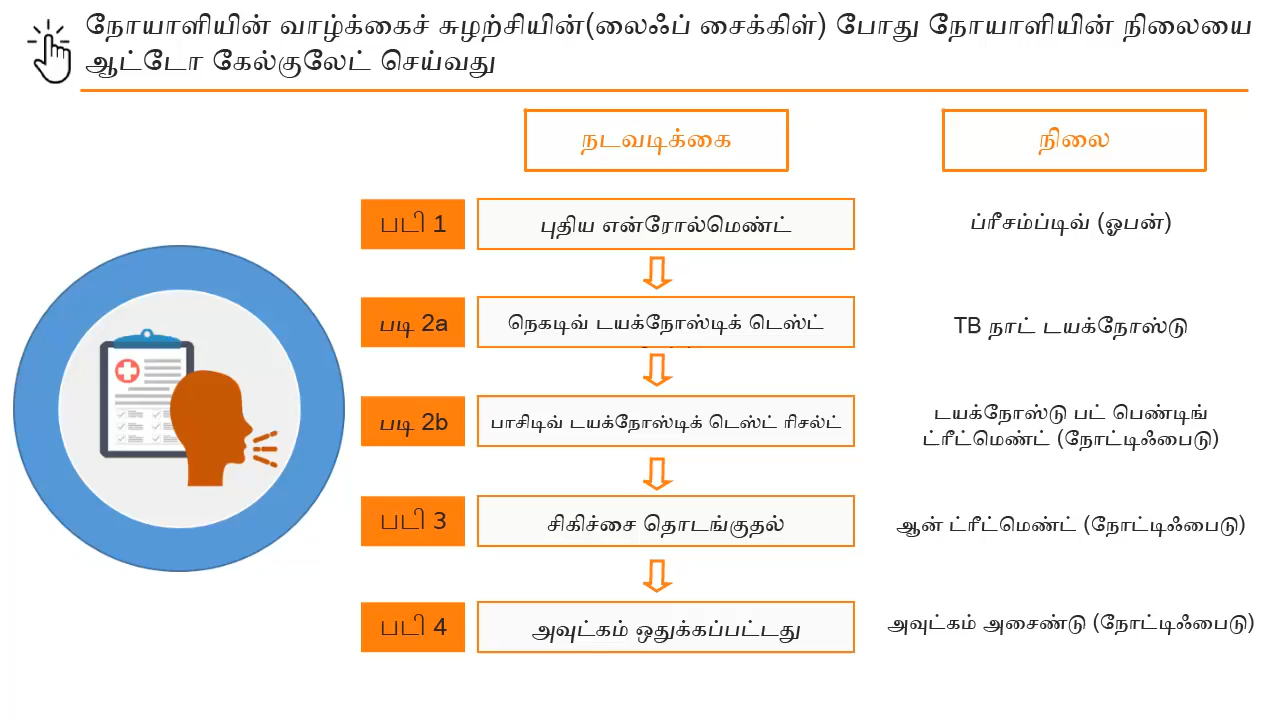 நோயாளியின் வாழ்க்கைச் சுழற்சியின்(லைஃப் சைக்கிள்) போது நோயாளியின் நிலையை
ஆட்டோ கேல்குலேட் செய்வது
நடவடிக்கை
நிலை
படி 1
புதிய என்ரோல்மெண்ட்
ப்ரீசம்ப்டிவ் (ஓபன்)
படி 2a
நெகடிவ் டயக்நோஸ்டிக் டெஸ்ட்
TB நாட் டயக்நோஸ்டு
படி 2b
பாசிடிவ் டயக்நோஸ்டிக் டெஸ்ட் ரிசல்ட்
டயக்நோஸ்டு பட் பெண்டிங்
ட்ரீட்மெண்ட் (நோட்டிஃபைடு)
படி 3
சிகிச்சை தொடங்குதல்
ஆன் ட்ரீட்மெண்ட் (நோட்டிஃபைடு)
படி 4
அவுட்கம் ஒதுக்கப்பட்டது
அவுட்கம் அசைண்டு (நோட்டிஃபைடு)